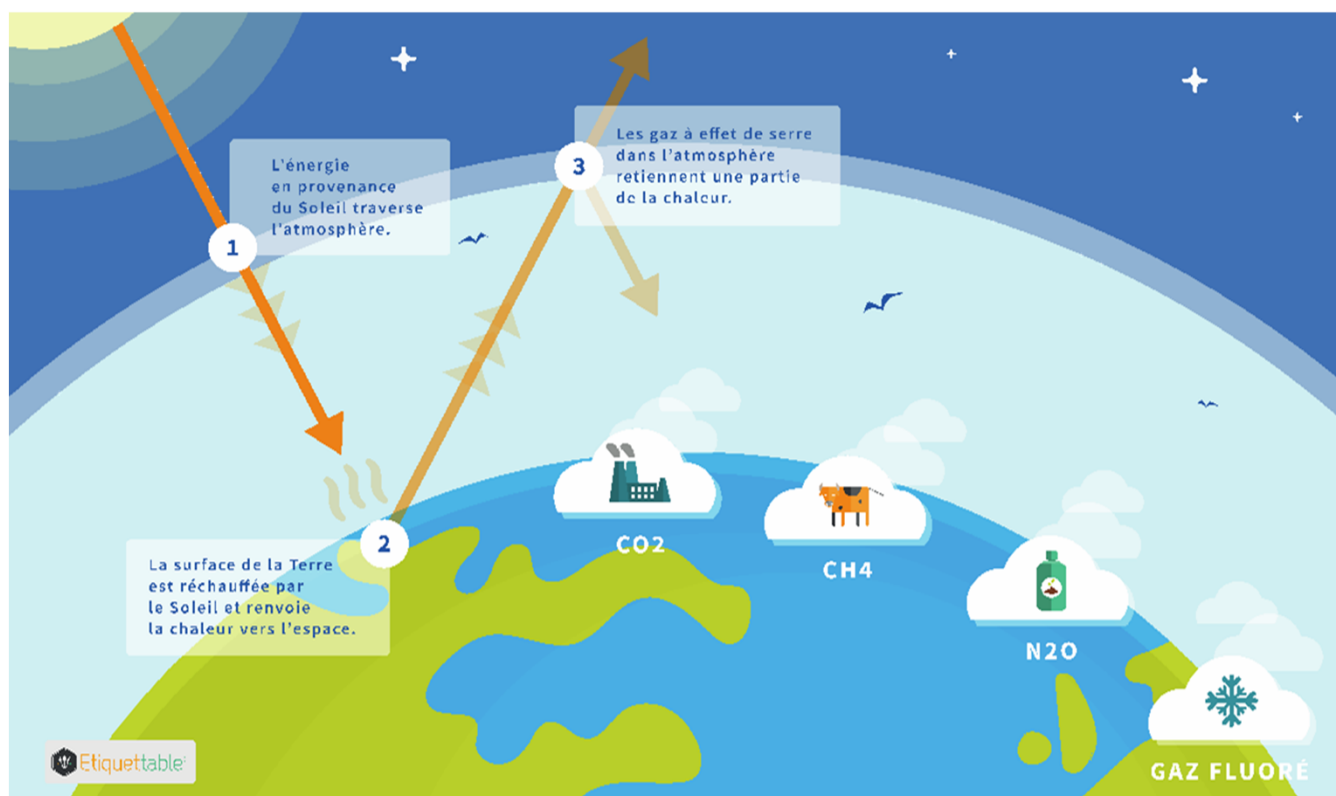 L'énergie
en provenance
du Soleil traverse
l'atmosphère.
1
3
Les gaz à effet de serre
dans l'atmosphère
retiennent une partie
de la chaleur.
2
La surface de la Terre
est réchauffée par
le Soleil et renvoie
la chaleur vers l'espace.
CO2
CH4
N2O
GAZ FLUORÉ
Etiquettable